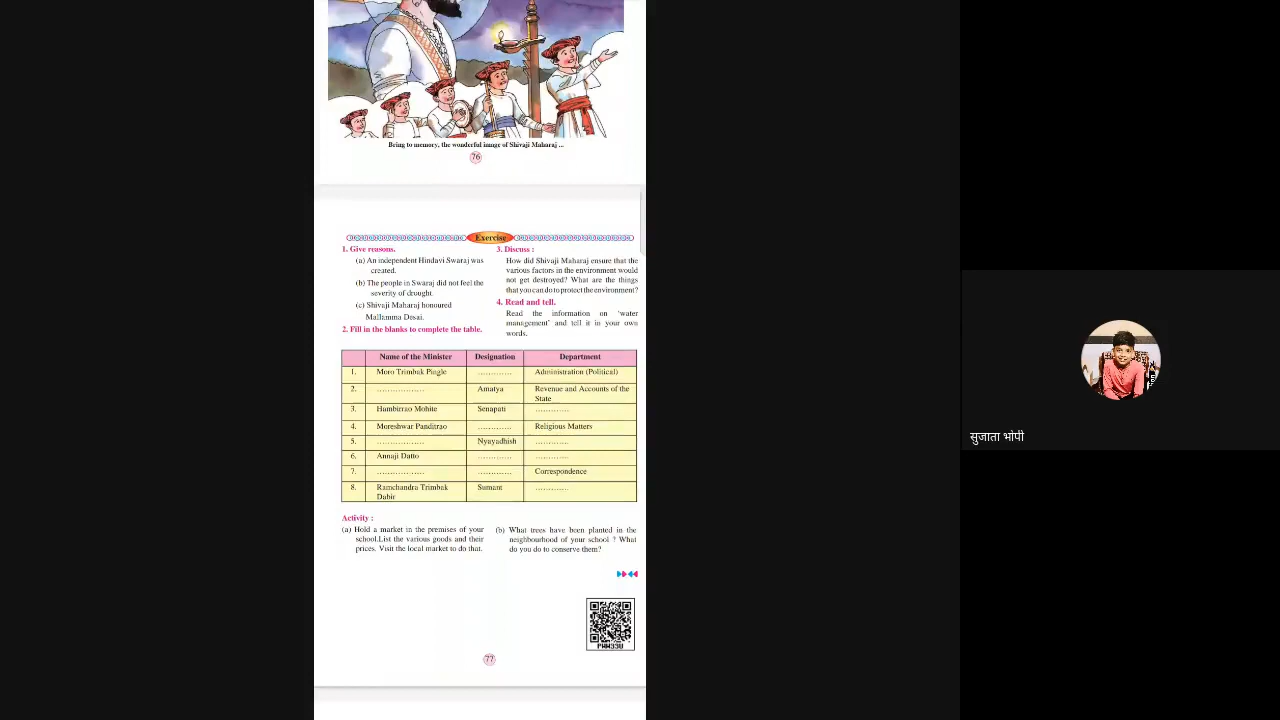 Bring to memory, the wonderful image of Shivaji Maharaj ...
76
Exercise
1. Give reasons.
(a) An independent Hindavi Swaraj was
created.
(b) The people in Swaraj did not feel the
severity of drought.
(c) Shivaji Maharaj honoured
Mallamma Desai.
2. Fill in the blanks to complete the table.
3. Discuss :
How did Shivaji Maharaj ensure that the
various factors in the environment would
not get destroyed? What are the things
that you can do to protect the environment?
4. Read and tell.
Read the information on ‘water
management’ and tell it in your own
words.
Name of the Minister Designation Department
1. Moro Trimbak Pingle ............. Administration (Political)
2. .................. Amatya Revenue and Accounts of the
State
3. Hambirrao Mohite Senapati .............
4. Moreshwar Panditrao ............. Religious Matters
5. .................. Nyayadhish .............
6. Annaji Datto ............. .............
7. .................. ............. Correspondence
8. Ramchandra Trimbak Sumant .............
Dabir
Activity :
(a) Hold a market in the premises of your
school.List the various goods and their
prices. Visit the local market to do that.
(b) What trees have been planted in the
neighbourhood of your school ? What
do you do to conserve them?
PWW33U
77
सुजाता भोपी